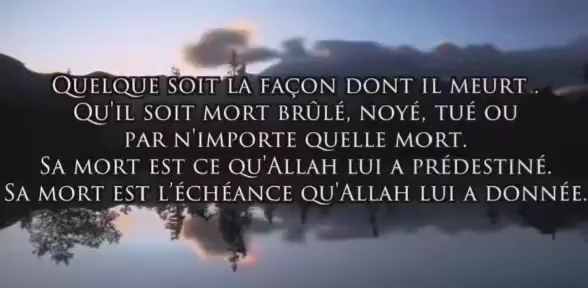 Quelque soit la façon dont il meurt .
Qu'il soit mort brûlé, noyé, tué ou
par n'importe quelle mort.
Sa mort est ce qu'Allah lui a prédestiné.
Sa mort est l'échéance qu'Allah lui a donnée.